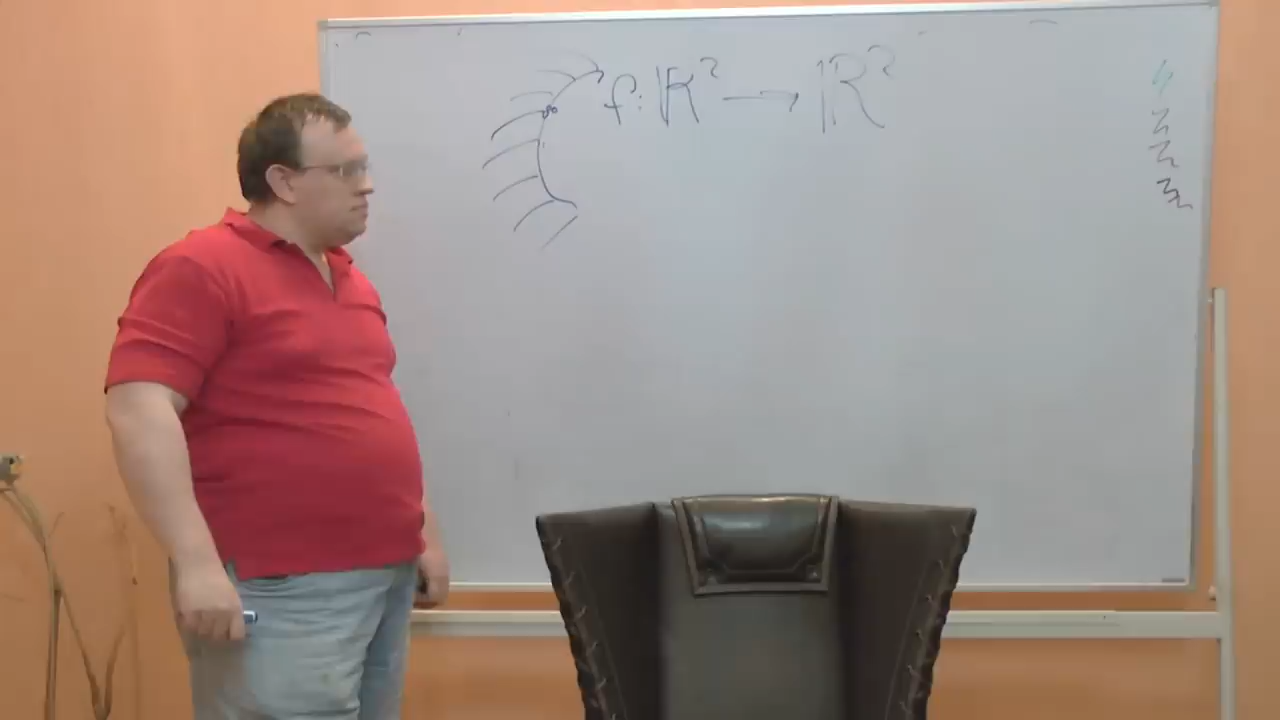 f: ℝ² → ℝ²